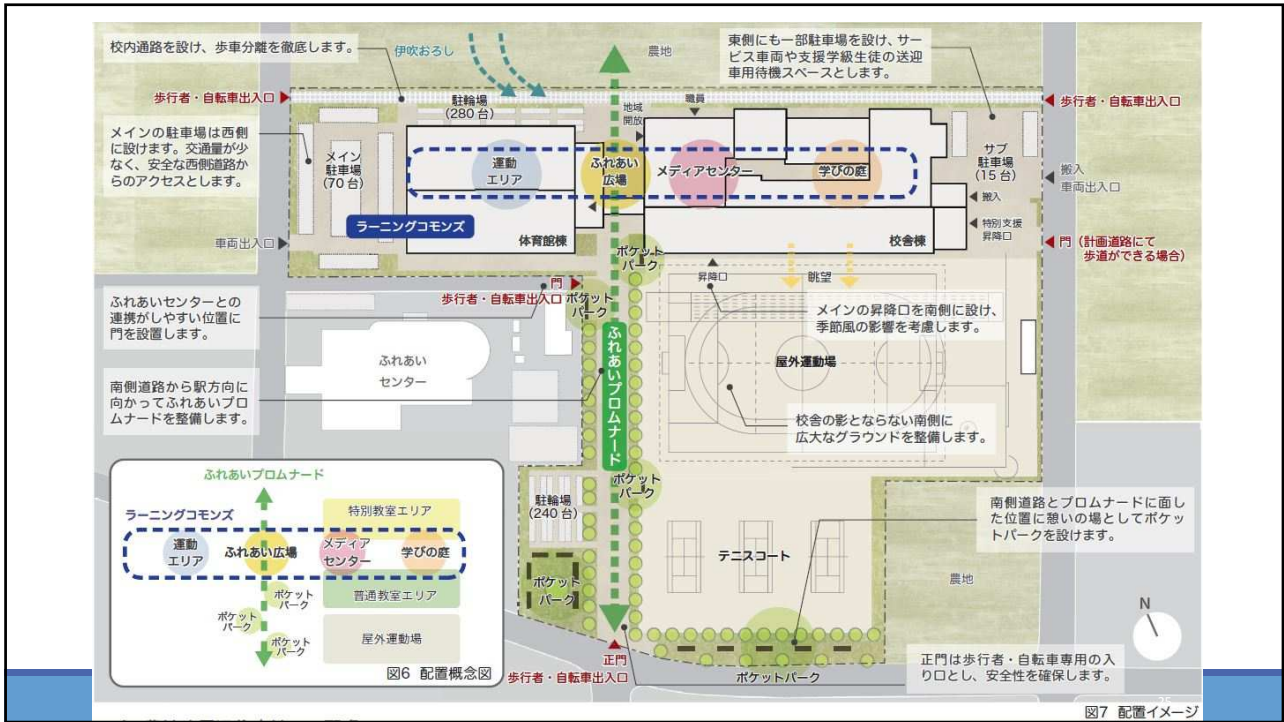 校内通路を設け、歩車分離を徹底します。
伊吹おろし
農地
東側にも一部駐車場を設け、サー
ビス車両や支援学級生徒の送迎
車用待機スペースとします。
歩行者・自転車出入口
駐輪場
(280台)
地域
開放
職員
歩行者・自転車出入口
メインの駐車場は西側
に設けます。交通量が少
なく、安全な西側道路か
らのアクセスとします。
メイン
駐車場
(70台)
運動
エリア
ふれあい
広場
メディアセンター
学びの庭
サブ
駐車場
(15台)
搬入
車両出入口
搬入
ラーニングコモンズ
特別支援
昇降口
車両出入口
体育館棟
校舎棟
門(計画道路にて
歩道ができる場合)
ポケット
パーク
昇降口
眺望
門
歩行者・自転車出入口
ポケット
パーク
ふれあいセンターとの
連携がしやすい位置に
門を設置します。
メインの昇降口を南側に設け、
季節風の影響を考慮します。
ふれあい
センター
ふれあいプロムナード
屋外運動場
南側道路から駅方向に
向かってふれあいプロ
ムナードを整備します。
校舎の影とならない南側に
広大なグラウンドを整備します。
ポケット
パーク
駐輪場
(240台)
南側道路とプロムナードに面し
た位置に憩いの場としてポケッ
トパークを設けます。
テニスコート
農地
ポケット
パーク
N
正門
歩行者・自転車出入口
ポケットパーク
正門は歩行者・自転車専用の入
り口とし、安全性を確保します。
ふれあいプロムナード
ラーニングコモンズ
特別教室エリア
運動
エリア
ふれあい広場
メディア
センター
学びの庭
ポケット
パーク
普通教室エリア
ポケット
パーク
ポケット
パーク
屋外運動場
図6 配置概念図
25
図7 配置イメージ